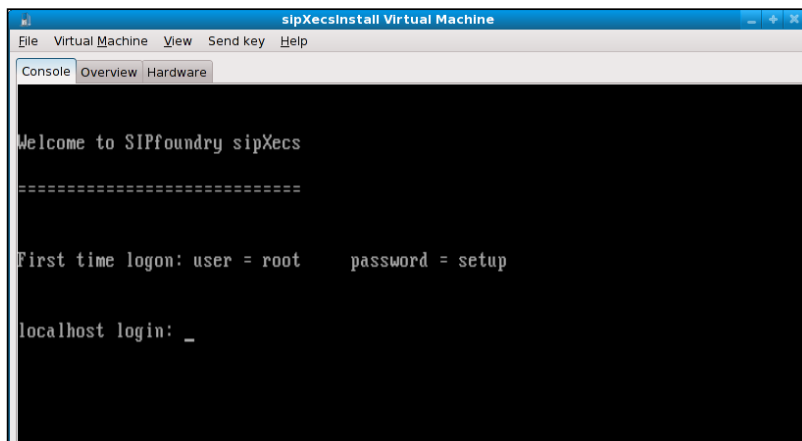 sipXecsInstall Virtual Machine
File Virtual Machine View Send key Help
Console Overview Hardware
Welcome to SIPfoundry sipXecs
=============================
First time logon: user = root password = setup
localhost login: _